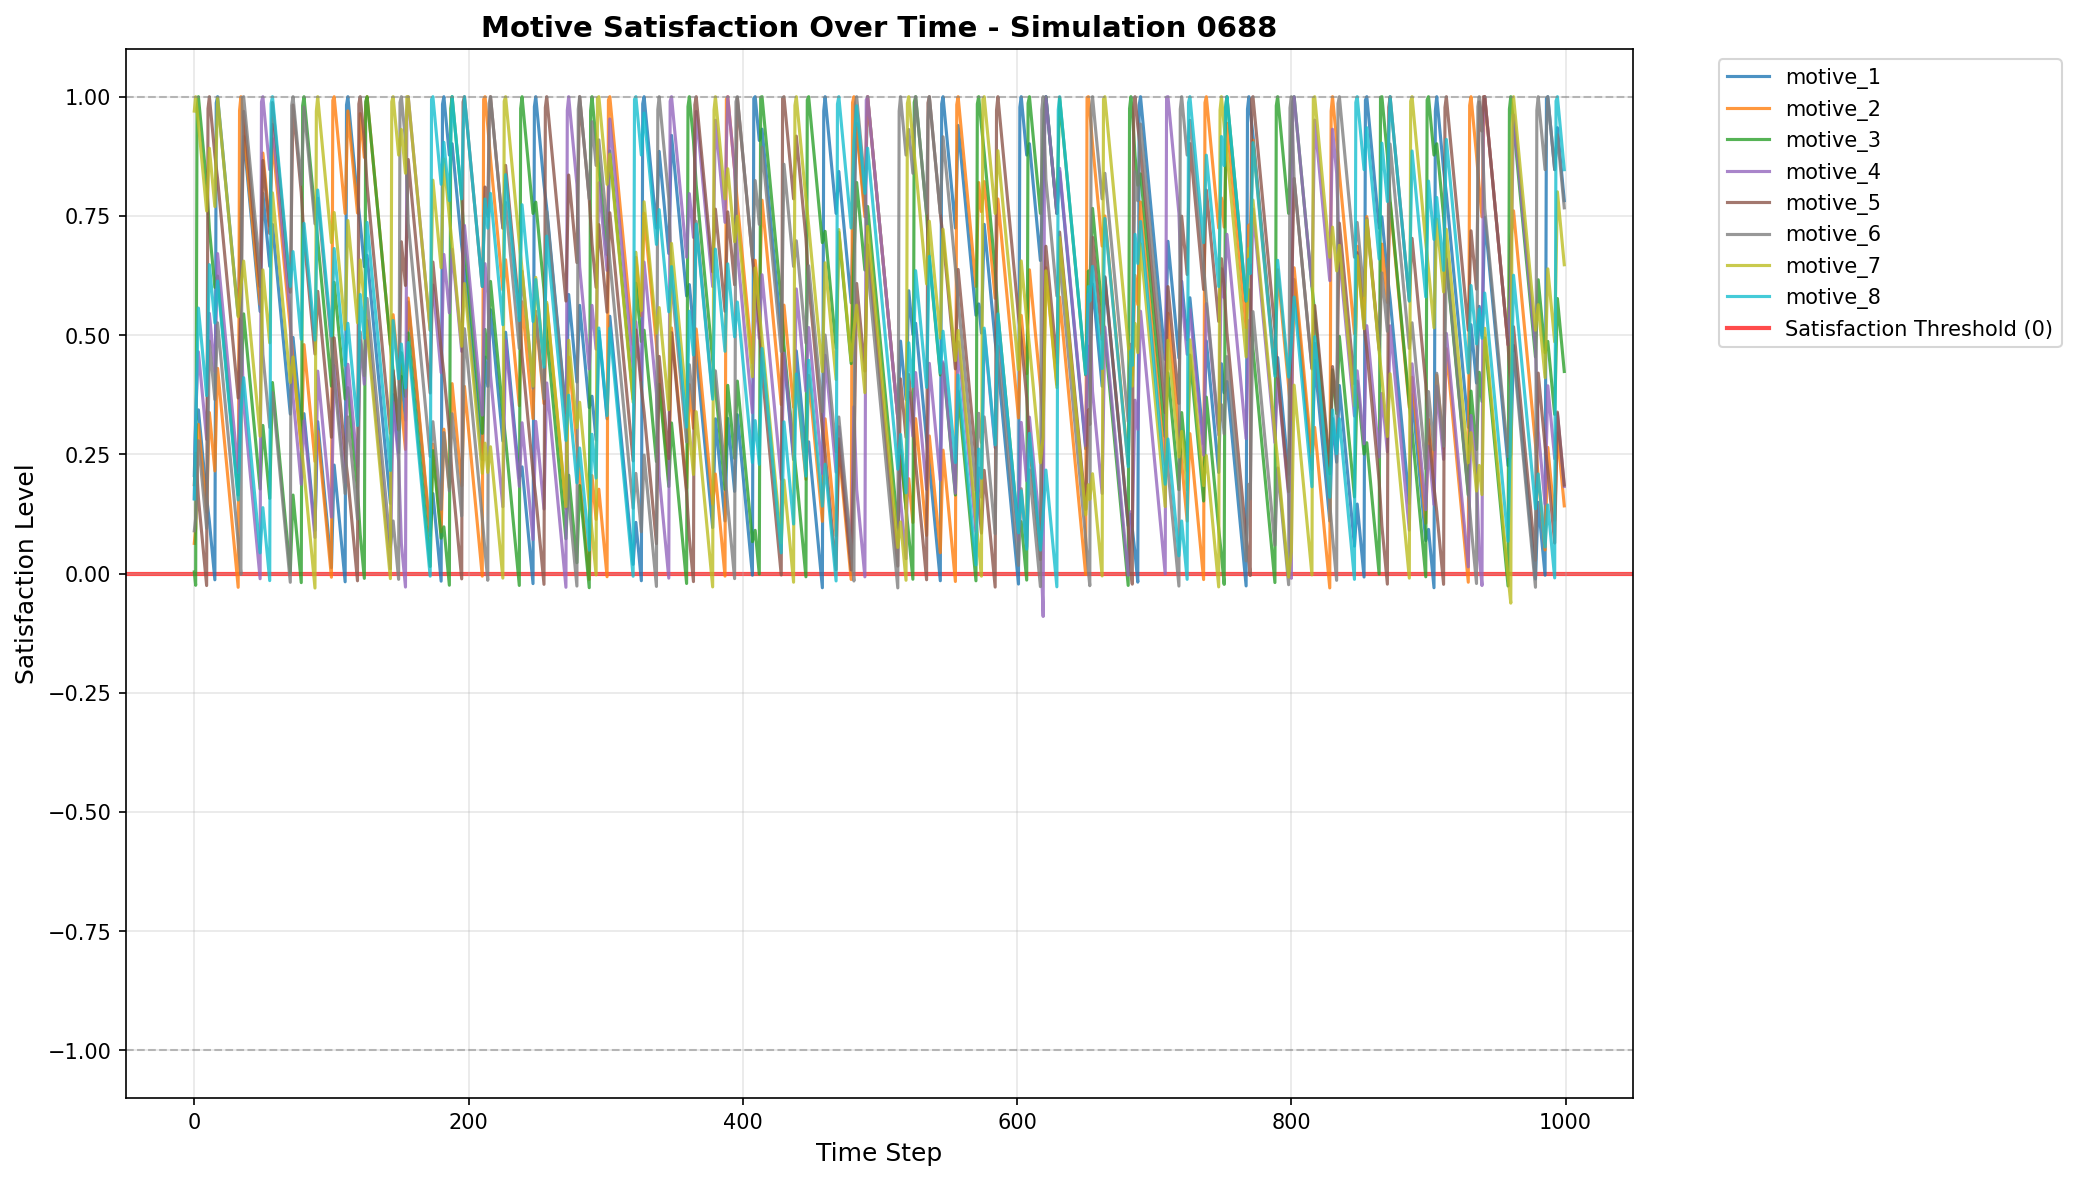 Motive Satisfaction Over Time - Simulation 0688
1.00
0.75
0.50
0.25
0.00
−0.25
−0.50
−0.75
−1.00
Satisfaction Level
0
200
400
600
800
1000
Time Step
motive_1
motive_2
motive_3
motive_4
motive_5
motive_6
motive_7
motive_8
Satisfaction Threshold (0)